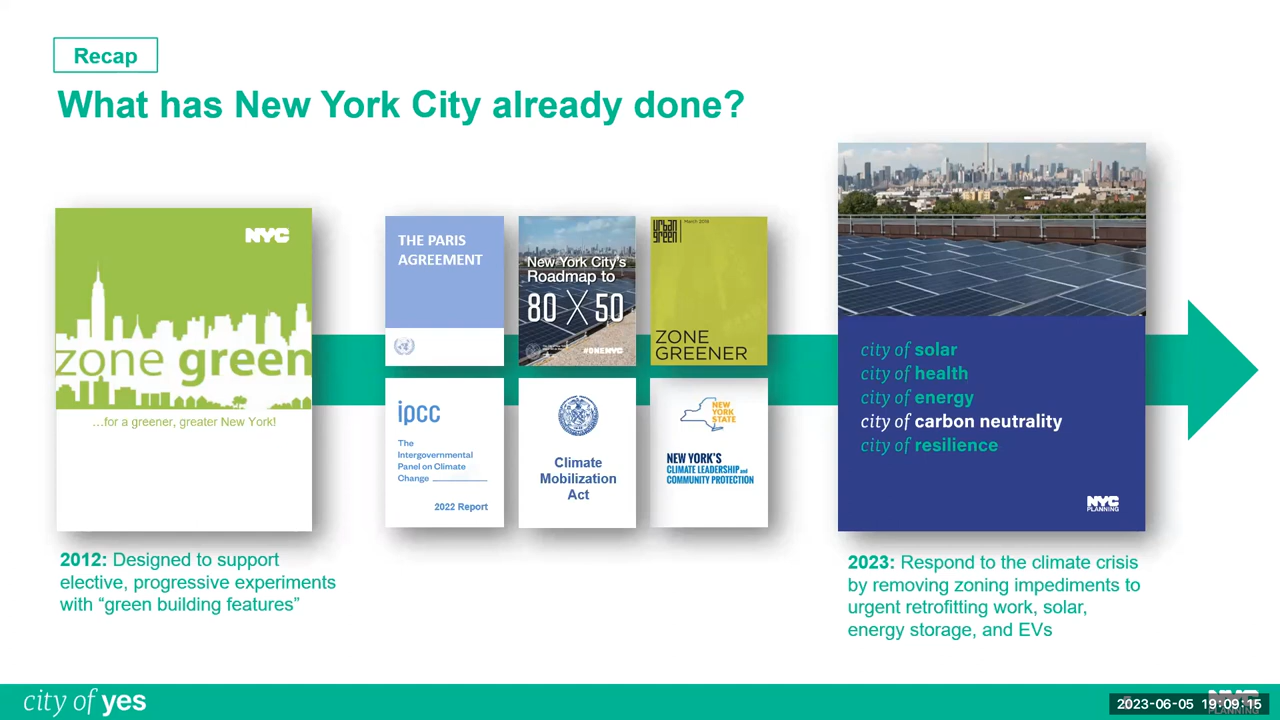 Recap
What has New York City already done?
NYC
zone green
…for a greener, greater New York!
2012: Designed to support
elective, progressive experiments
with “green building features”
THE PARIS
AGREEMENT
New York City's
Roadmap to
80 X 50
#ONENYC
urban
green
March 2016
ZONE
GREENER
ipcc
The
Intergovernmental
Panel on Climate
Change
2022 Report
Climate
Mobilization
Act
NEW
YORK
STATE
NEW YORK'S
CLIMATE LEADERSHIP and
COMMUNITY PROTECTION
city of solar
city of health
city of energy
city of carbon neutrality
city of resilience
NYC
PLANNING
2023: Respond to the climate crisis
by removing zoning impediments to
urgent retrofitting work, solar,
energy storage, and EVs
city of yes
NYC
PLANNING
2023-06-05 19:09:15